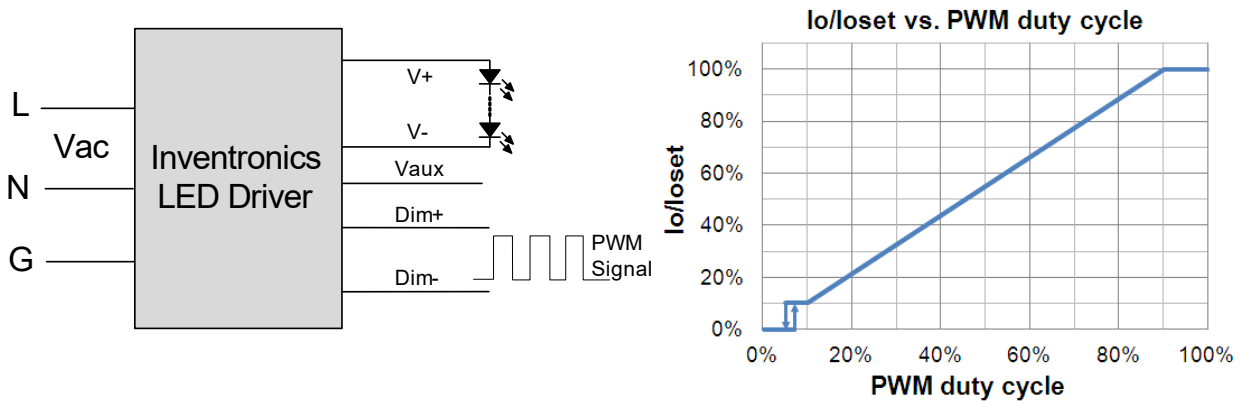 L
Vac
N
G
Inventronics
LED Driver
V+
V-
Vaux
Dim+
Dim-
PWM
Signal
Io/Ioset vs. PWM duty cycle
Io/Ioset
100%
80%
60%
40%
20%
0%
0% 20% 40% 60% 80% 100%
PWM duty cycle